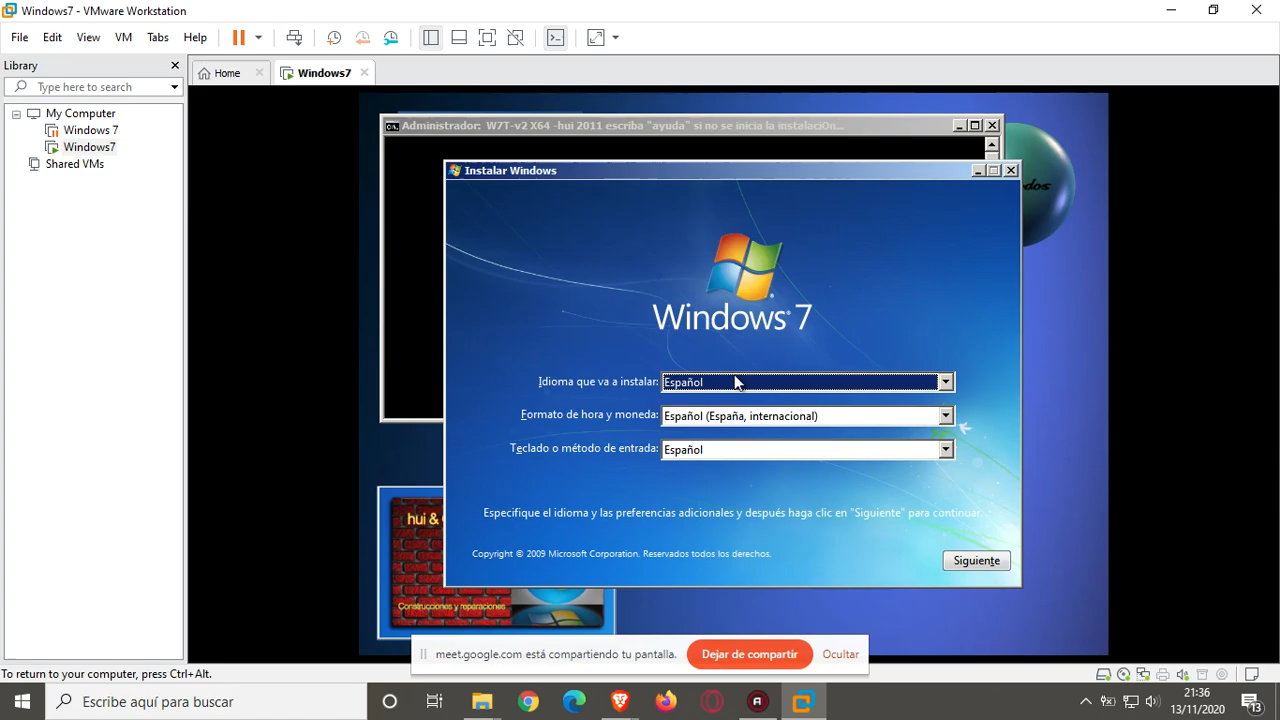 Windows7 - VMware Workstation
File Edit View VM Tabs Help
Library
Type here to search
My Computer
Windows 7
Windows7
Shared VMs
Home
Windows7
Administrador: W7T-v2 X64 -hui 2011 escriba "ayuda" si no se inicia la instalaciOn...
Instalar Windows
Windows 7
Idioma que va a instalar: Español
Formato de hora y moneda: Español (España, internacional)
Teclado o método de entrada: Español
Especifique el idioma y las preferencias adicionales y después haga clic en "Siguiente" para continuar.
Copyright © 2009 Microsoft Corporation. Reservados todos los derechos.
Siguiente
hui &
Construcciones y reparaciones
meet.google.com está compartiendo tu pantalla. Dejar de compartir Ocultar
To return to your computer, press Ctrl+Alt.
Escribe aquí para buscar
21:36
13/11/2020
13